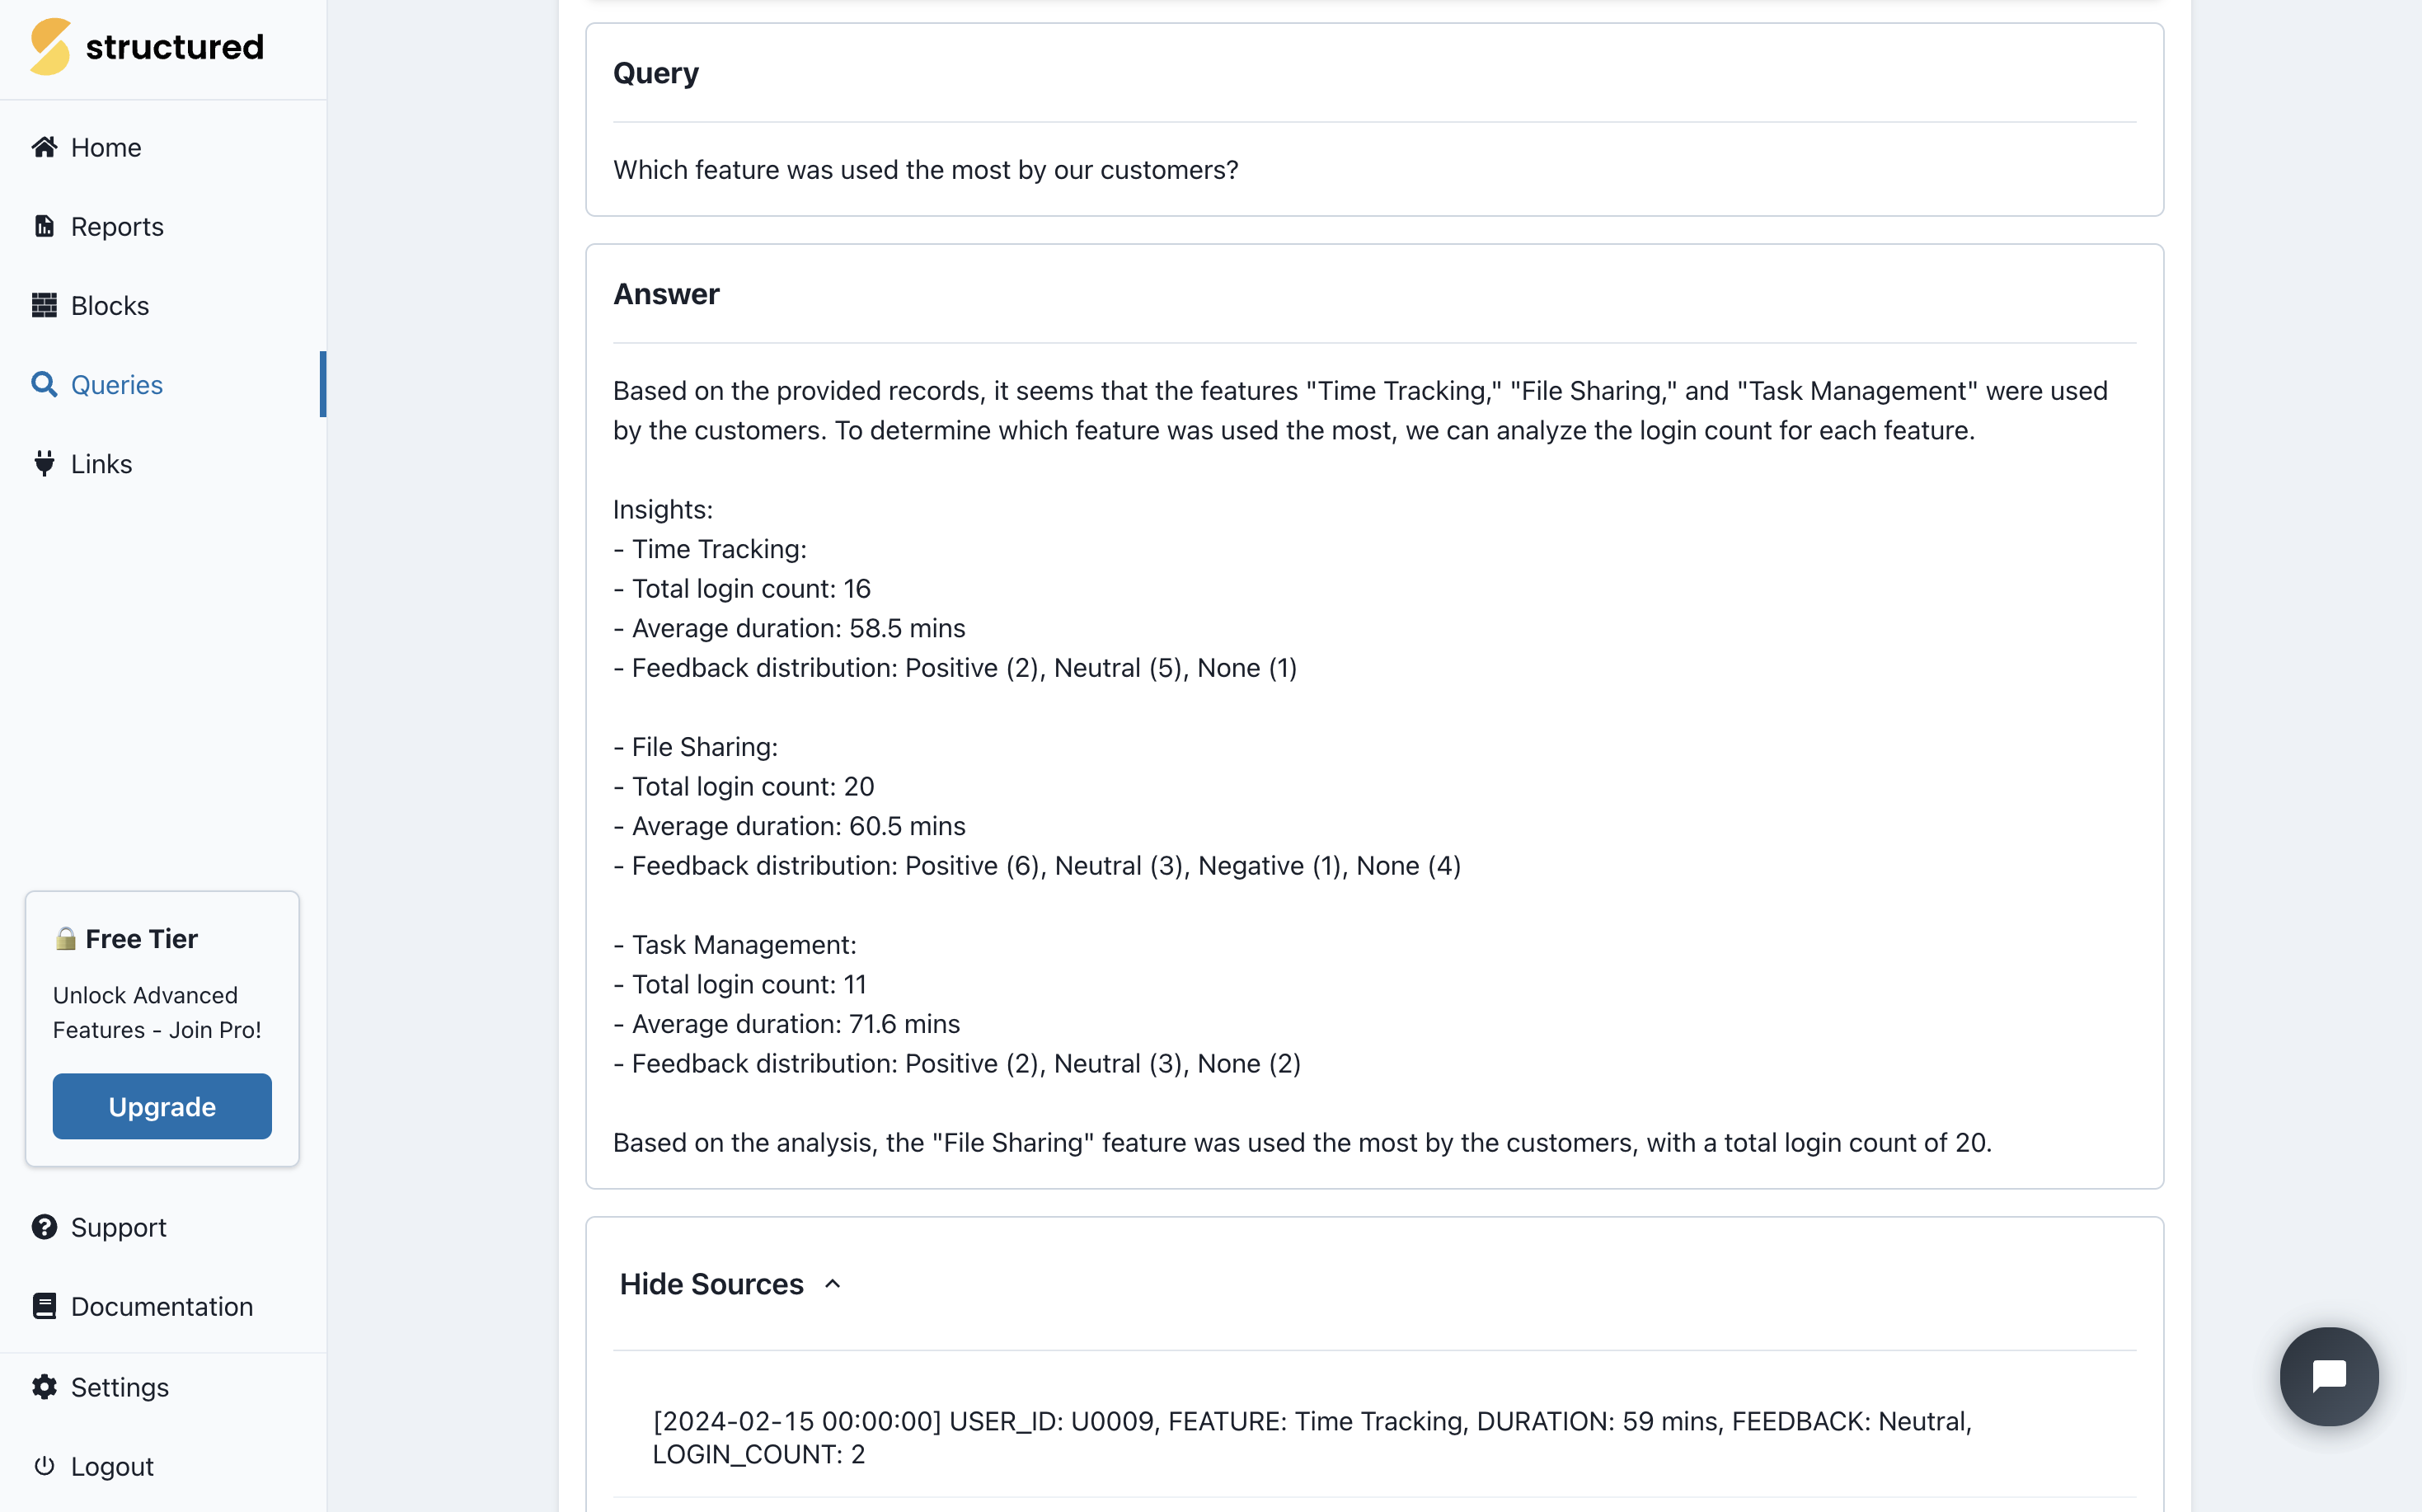 structured
Home
Reports
Blocks
Queries
Links
Free Tier
Unlock Advanced
Features - Join Pro!
Upgrade
Support
Documentation
Settings
Logout
Query
Which feature was used the most by our customers?
Answer
Based on the provided records, it seems that the features "Time Tracking," "File Sharing," and "Task Management" were used
by the customers. To determine which feature was used the most, we can analyze the login count for each feature.
Insights:
- Time Tracking:
- Total login count: 16
- Average duration: 58.5 mins
- Feedback distribution: Positive (2), Neutral (5), None (1)
- File Sharing:
- Total login count: 20
- Average duration: 60.5 mins
- Feedback distribution: Positive (6), Neutral (3), Negative (1), None (4)
- Task Management:
- Total login count: 11
- Average duration: 71.6 mins
- Feedback distribution: Positive (2), Neutral (3), None (2)
Based on the analysis, the "File Sharing" feature was used the most by the customers, with a total login count of 20.
Hide Sources
[2024-02-15 00:00:00] USER_ID: U0009, FEATURE: Time Tracking, DURATION: 59 mins, FEEDBACK: Neutral,
LOGIN_COUNT: 2